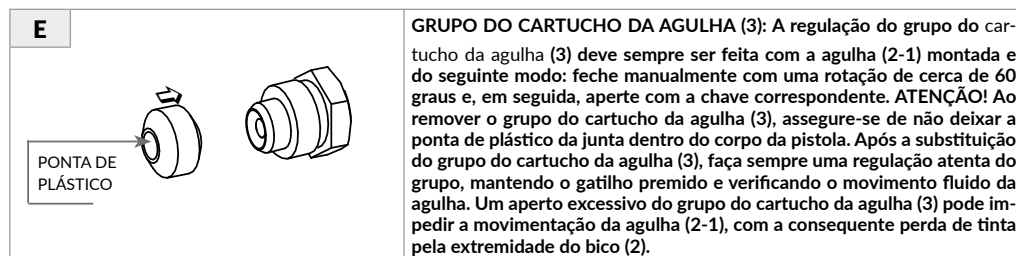 E
PONTA DE
PLÁSTICO
GRUPO DO CARTUCHO DA AGULHA (3): A regulação do grupo do car-
tucho da agulha (3) deve sempre ser feita com a agulha (2-1) montada e
do seguinte modo: feche manualmente com uma rotação de cerca de 60
graus e, em seguida, aperte com a chave correspondente. ATENÇÃO! Ao
remover o grupo do cartucho da agulha (3), assegure-se de não deixar a
ponta de plástico da junta dentro do corpo da pistola. Após a substituição
do grupo do cartucho da agulha (3), faça sempre uma regulação atenta do
grupo, mantendo o gatilho premido e verificando o movimento fluido da
agulha. Um aperto excessivo do grupo do cartucho da agulha (3) pode im-
pedir a movimentação da agulha (2-1), com a consequente perda de tinta
pela extremidade do bico (2).